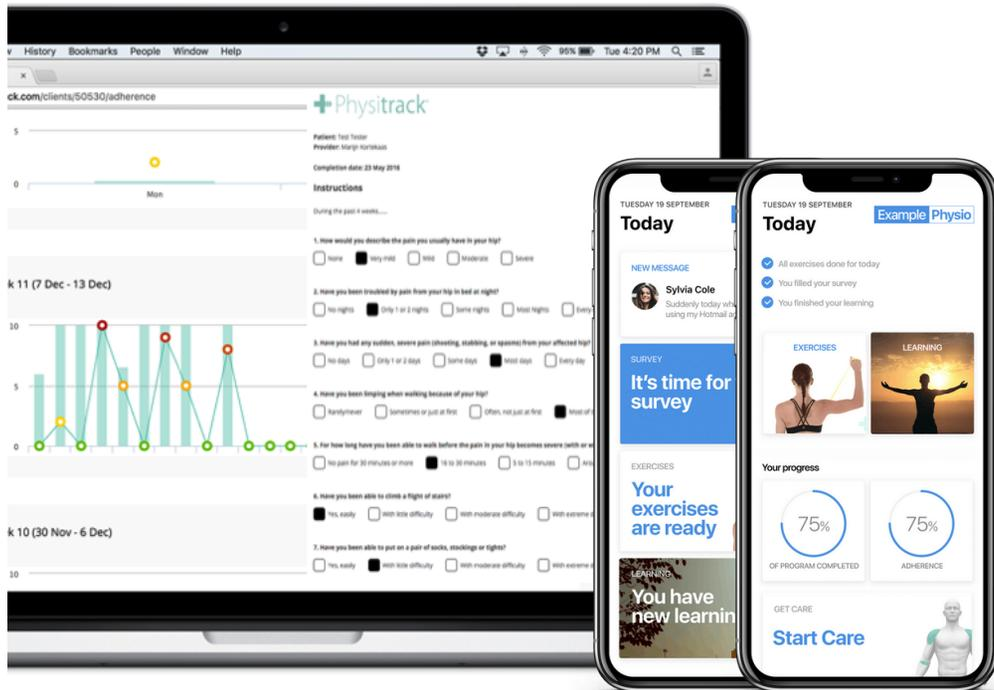 w History Bookmarks People Window Help
95% Tue 4:20 PM
ck.com/clients/50530/adherence
5
0
Mon
k 11 (7 Dec - 13 Dec)
10
5
0
k 10 (30 Nov - 6 Dec)
10
Physitrack
Patient: Test Tester
Provider: Marijn Kortekaas
Completion date: 23 May 2016
Instructions
During the past 4 weeks.....
1. How would you describe the pain you usually have in your hip?
None Very mild Mild Moderate Severe
2. Have you been troubled by pain from your hip in bed at night?
No nights Only 1 or 2 nights Some nights Most Nights Every
3. Have you had any sudden, severe pain (shooting, stabbing, or spasms) from your affected hip?
No days Only 1 or 2 days Some days Most days Every day
4. Have you been limping when walking because of your hip?
Rarely/never Sometimes or just at first Often, not just at first Most of
5. For how long have you been able to walk before the pain in your hip becomes severe (with or w
No pain for 30 minutes or more 16 to 30 minutes 5 to 15 minutes
6. Have you been able to climb a flight of stairs?
Yes, easily With little difficulty With moderate difficulty With extreme
7. Have you been able to put on a pair of socks, stockings or tights?
Yes, easily With little difficulty With moderate difficulty With extreme
TUESDAY 19 SEPTEMBER
Today
NEW MESSAGE
Sylvia Cole
Suddenly today wh
using my Hotmail a
SURVEY
It's time for
survey
EXERCISES
Your
exercises
are ready
LEARNING
You have
new learnin
TUESDAY 19 SEPTEMBER
Today
Example Physio
All exercises done for today
You filled your survey
You finished your learning
EXERCISES
LEARNING
Your progress
75%
OF PROGRAM COMPLETED
75%
ADHERENCE
GET CARE
Start Care